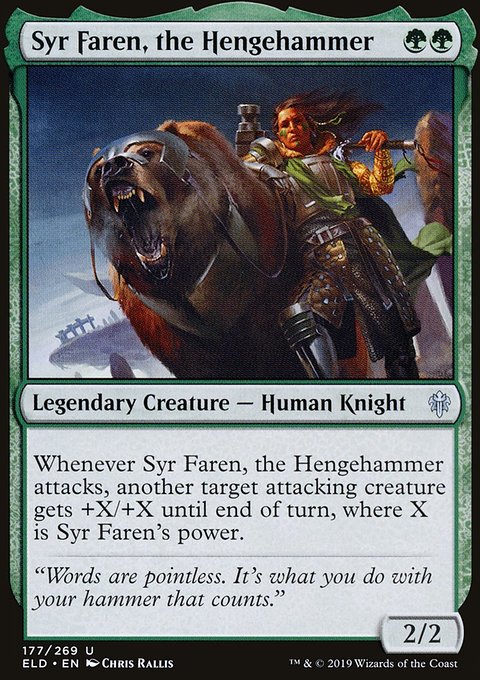 Syr Faren, the Hengehammer
Legendary Creature — Human Knight
Whenever Syr Faren, the Hengehammer
attacks, another target attacking creature
gets +X/+X until end of turn, where X
is Syr Faren's power.
“Words are pointless. It's what you do with
your hammer that counts.”
2/2
177/269 U
ELD • EN Chris Rallis
™ & © 2019 Wizards of the Coast